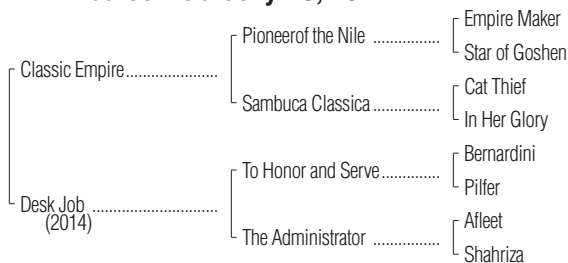 Empire Maker
Pioneerof the Nile ................
Star of Goshen
Classic Empire......................
Cat Thief
Sambuca Classica ................
In Her Glory
Bernardini
To Honor and Serve..............
Pilfer
Desk Job ..............................
(2014)
Afleet
The Administrator ................
Shahriza